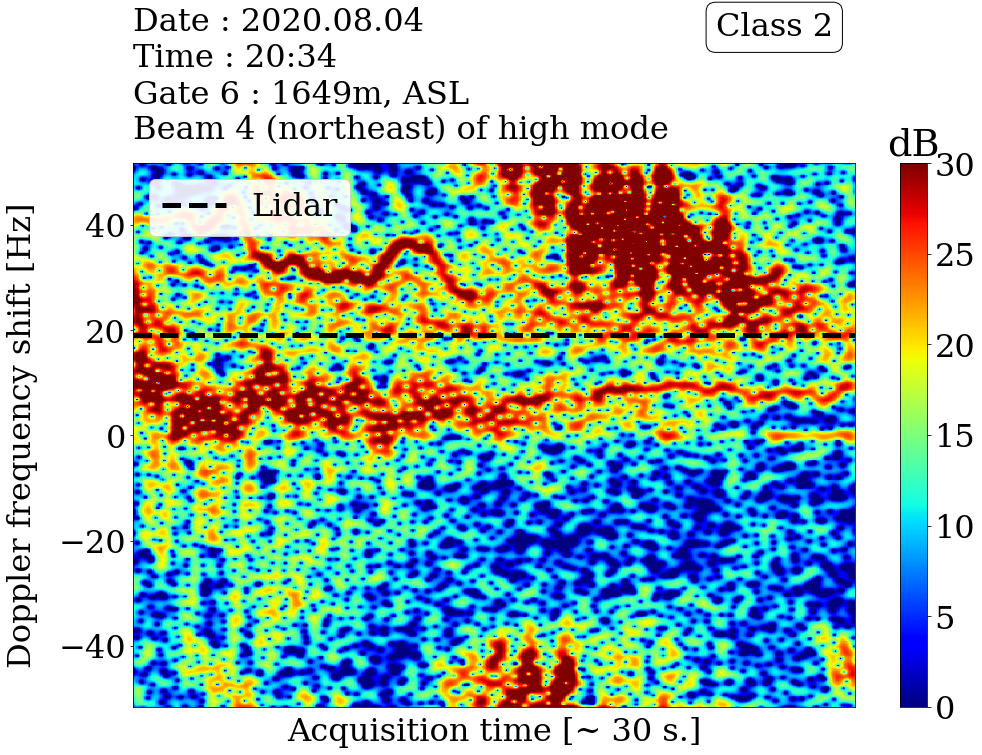 Date : 2020.08.04
Time : 20:34
Gate 6 : 1649m, ASL
Beam 4 (northeast) of high mode
Class 2
dB
Lidar
Doppler frequency shift [Hz]
40
20
0
−20
−40
Acquisition time [~ 30 s.]
30
25
20
15
10
5
0